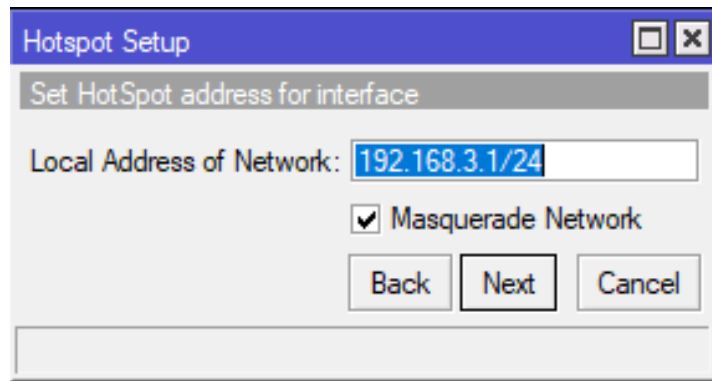 Hotspot Setup
Set HotSpot address for interface
Local Address of Network: 192.168.3.1/24
Masquerade Network
Back Next Cancel